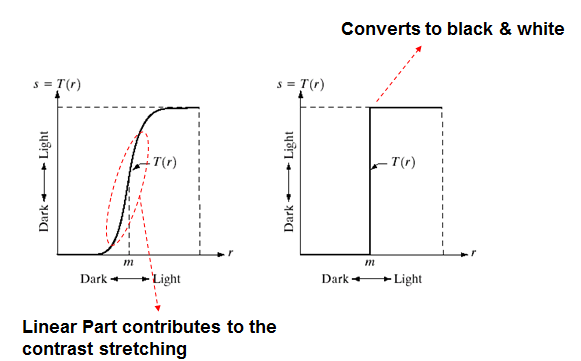 Converts to black & white
s = T(r)
Light
Dark
T(r)
m
r
Dark
Light
s = T(r)
Light
Dark
T(r)
m
r
Dark
Light
Linear Part contributes to the
contrast stretching